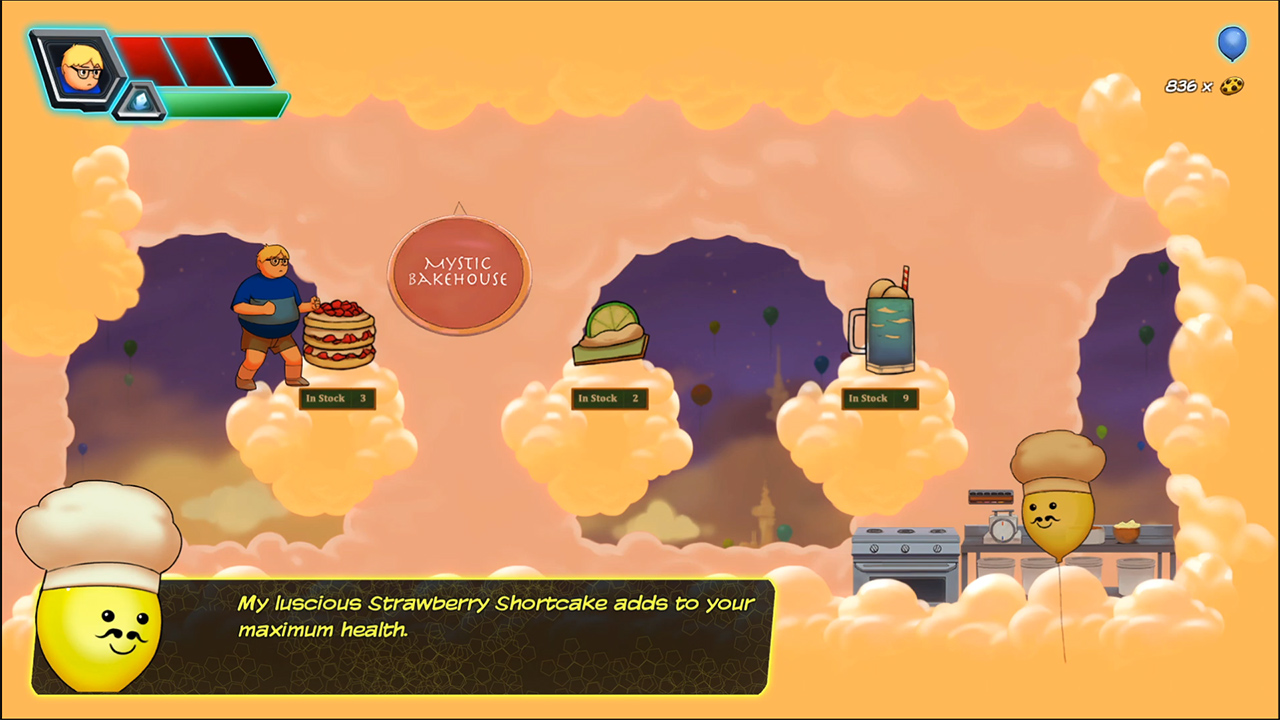 836 x
MYSTIC
BAKEHOUSE
In Stock 3
In Stock 2
In Stock 9
My luscious Strawberry Shortcake adds to your
maximum health.